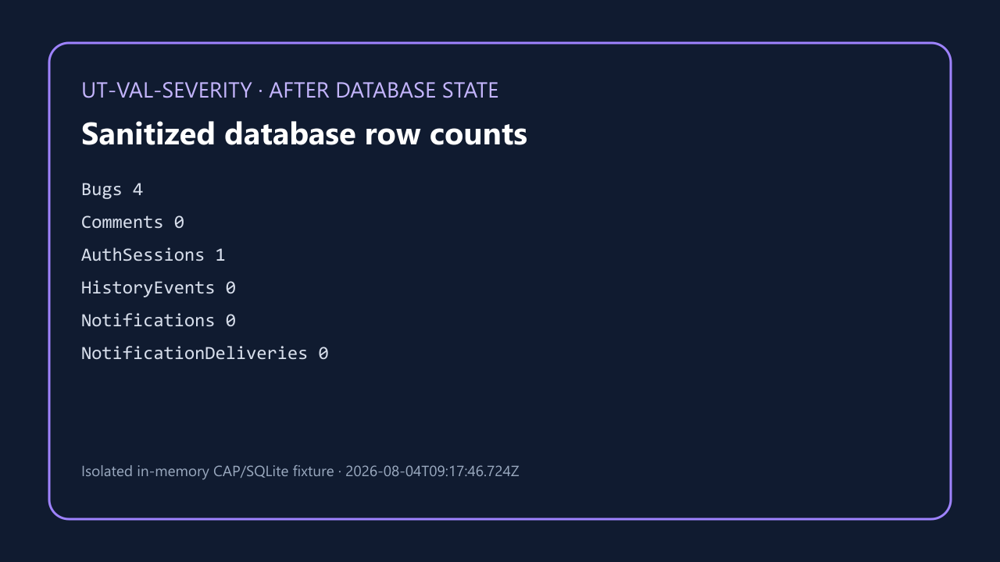 UT-VAL-SEVERITY · AFTER DATABASE STATE
Sanitized database row counts
Bugs 4
Comments 0
AuthSessions 1
HistoryEvents 0
Notifications 0
NotificationDeliveries 0
Isolated in-memory CAP/SQLite fixture · 2026-08-04T09:17:46.724Z